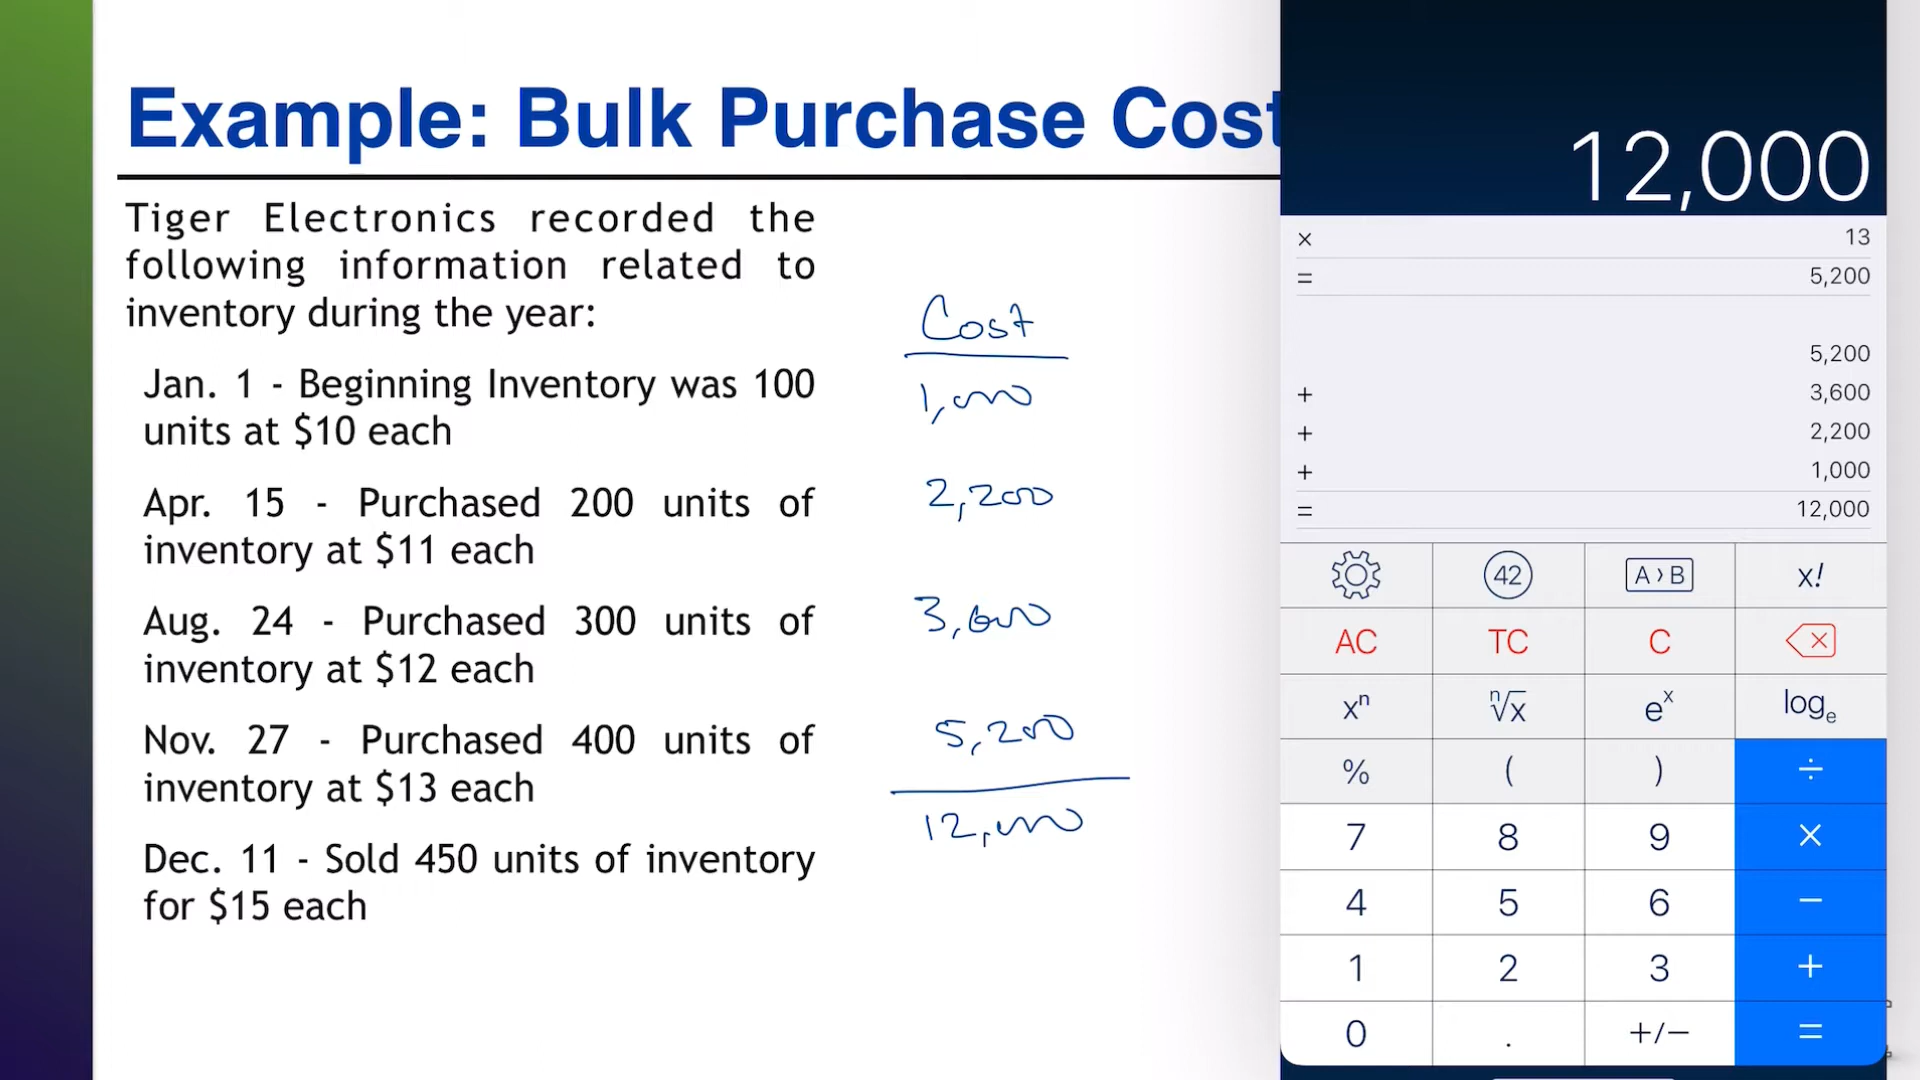 Example: Bulk Purchase Cost
Tiger Electronics recorded the
following information related to
inventory during the year:
Jan. 1 - Beginning Inventory was 100
units at $10 each
Apr. 15 - Purchased 200 units of
inventory at $11 each
Aug. 24 - Purchased 300 units of
inventory at $12 each
Nov. 27 - Purchased 400 units of
inventory at $13 each
Dec. 11 - Sold 450 units of inventory
for $15 each
Cost
1,000
2,200
3,600
5,200
12,000
12,000
× 13
= 5,200
5,200
+ 3,600
+ 2,200
+ 1,000
= 12,000
42 A›B x!
AC TC C
xⁿ ⁿ√x eˣ logₑ
% ( ) ÷
7 8 9 ×
4 5 6 −
1 2 3 +
0 . +/− =